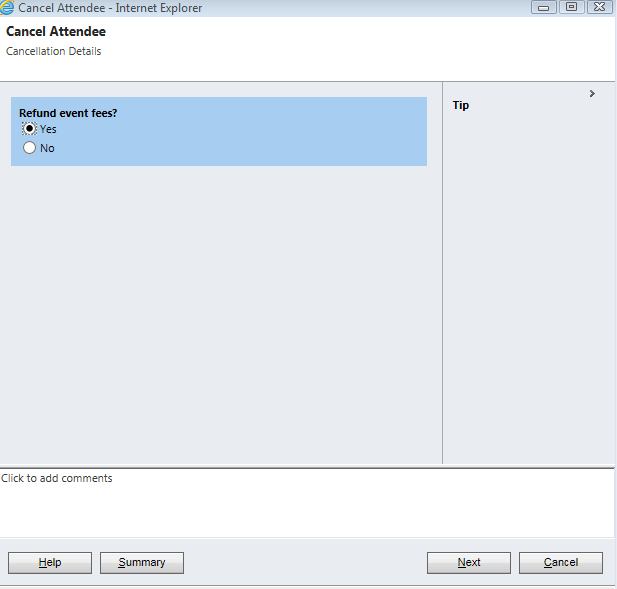 Cancel Attendee - Internet Explorer
Cancel Attendee
Cancellation Details
Refund event fees?
Yes
No
Tip
Click to add comments
Help
Summary
Next
Cancel